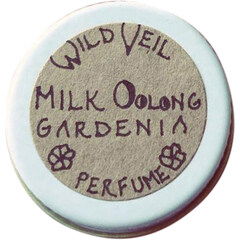 WILD VEIL
MILK OOLONG
GARDENIA
PERFUME